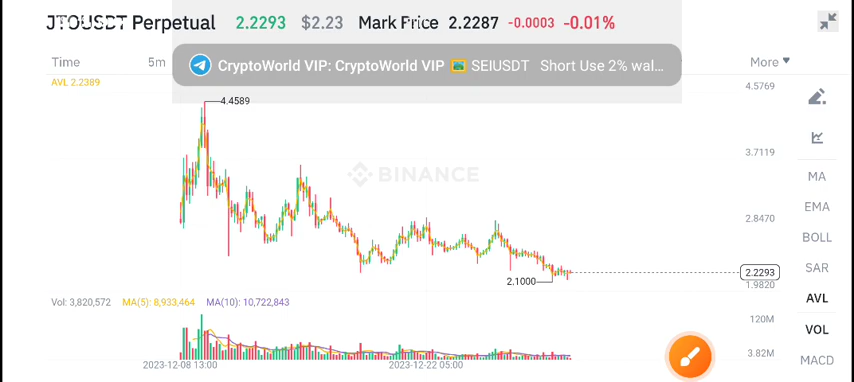 JTOUSDT Perpetual 2.2293 $2.23 Mark Price 2.2287 -0.0003 -0.01%
CryptoWorld VIP: CryptoWorld VIP 🖼️ SEIUSDT Short Use 2% wal...
Time 5m More
AVL 2.2389
4.5769
4.4589
3.7119
MA
BINANCE
EMA
2.8470
BOLL
2.2293
SAR
2.1000
1.9820
AVL
Vol: 3,820,572 MA(5): 8,933,464 MA(10): 10,722,843
120M
VOL
3.82M
MACD
2023-12-08 13:00 2023-12-22 05:00